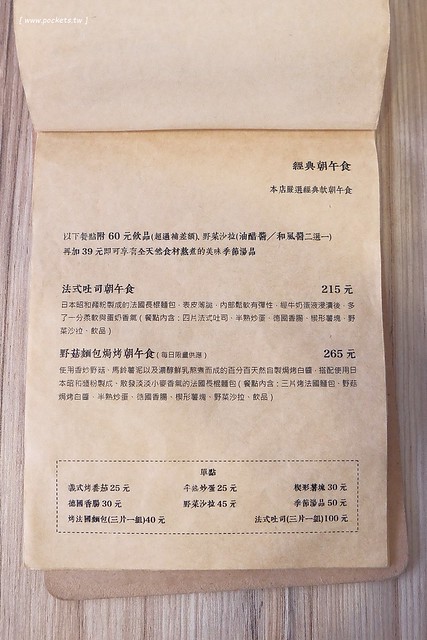 [ www.pockets.tw ]
經典朝午食
本店嚴選經典款朝午食
以下餐點附 60 元飲品(超過補差額), 野菜沙拉(油醋醬／和風醬二選一)
再加 39 元即可享有全天然食材熬煮的美味季節湯品
法式吐司朝午食 215 元
日本昭和霧粉製成的法國長棍麵包, 表皮薄脆, 內部鬆軟有彈性, 經牛奶蛋液浸漬後, 多
了一分柔軟與蛋奶香氣 ( 餐點內含 : 四片法式吐司、半熟炒蛋、德國香腸、楔形薯塊、野
菜沙拉、飲品 )
野菇麵包焗烤朝午食 ( 每日限量供應 ) 265 元
使用香炒野菇、馬鈴薯泥以及濃醇鮮乳熬煮而成的百分百天然自製焗烤白醬, 搭配使用日
本昭和麵粉製成, 散發淡淡小麥香氣的法國長棍麵包 ( 餐點內含 : 三片烤法國麵包、野菇
焗烤白醬、半熟炒蛋、德國香腸、楔形薯塊、野菜沙拉、飲品 )
單點
義式烤番茄 25 元 半熟炒蛋 25 元 楔形薯塊 30 元
德國香腸 30 元 野菜沙拉 45 元 季節湯品 50 元
烤法國麵包(三片一組)40 元 法式吐司(三片一組)100 元